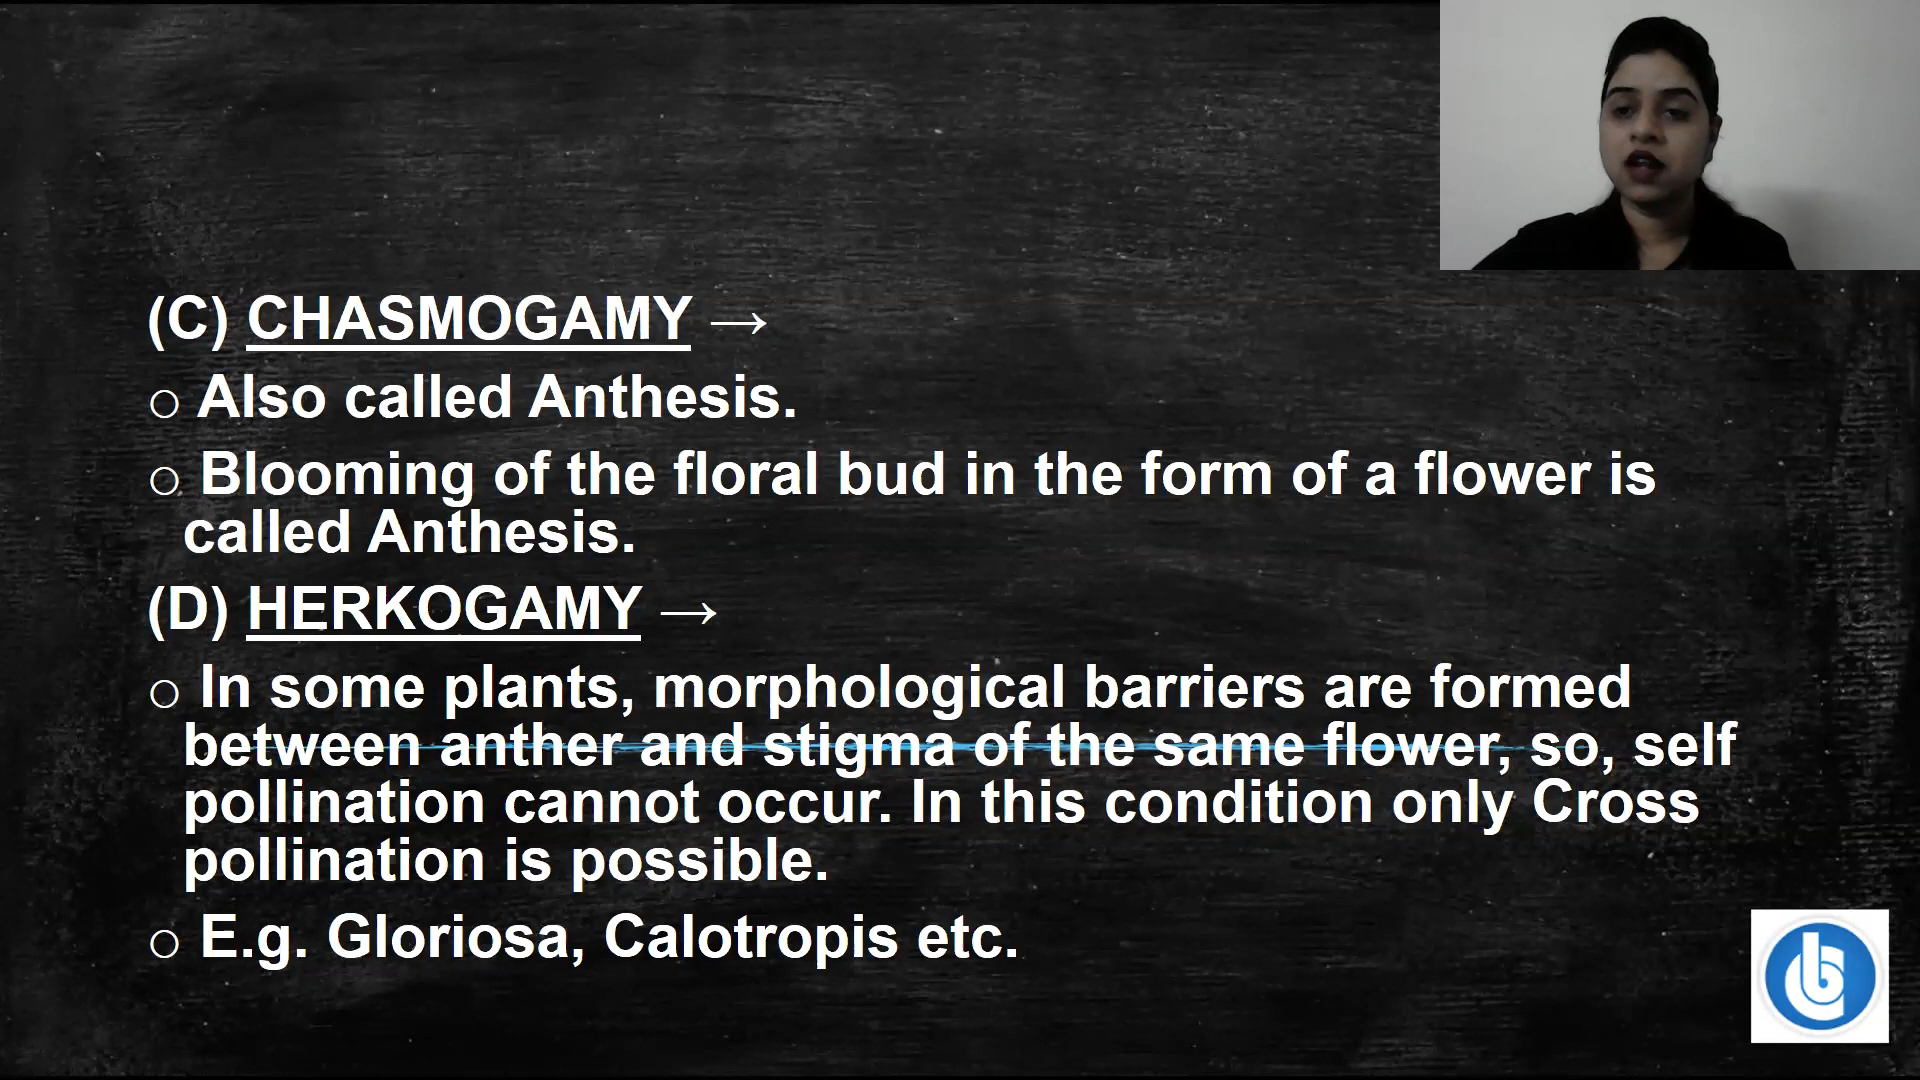 (C) CHASMOGAMY →
○ Also called Anthesis.
○ Blooming of the floral bud in the form of a flower is
called Anthesis.
(D) HERKOGAMY →
○ In some plants, morphological barriers are formed
between anther and stigma of the same flower, so, self
pollination cannot occur. In this condition only Cross
pollination is possible.
○ E.g. Gloriosa, Calotropis etc.